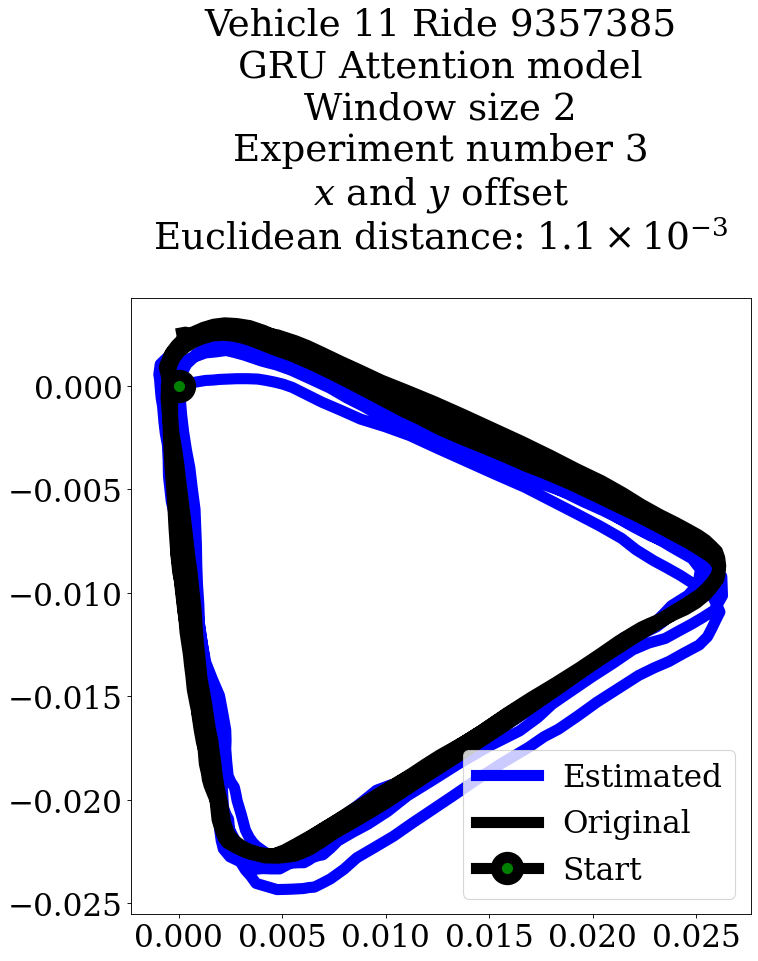 Vehicle 11 Ride 9357385
GRU Attention model
Window size 2
Experiment number 3
x and y offset
Euclidean distance: 1.1 × 10⁻³
0.000
−0.005
−0.010
−0.015
−0.020
−0.025
Estimated
Original
Start
0.000 0.005 0.010 0.015 0.020 0.025